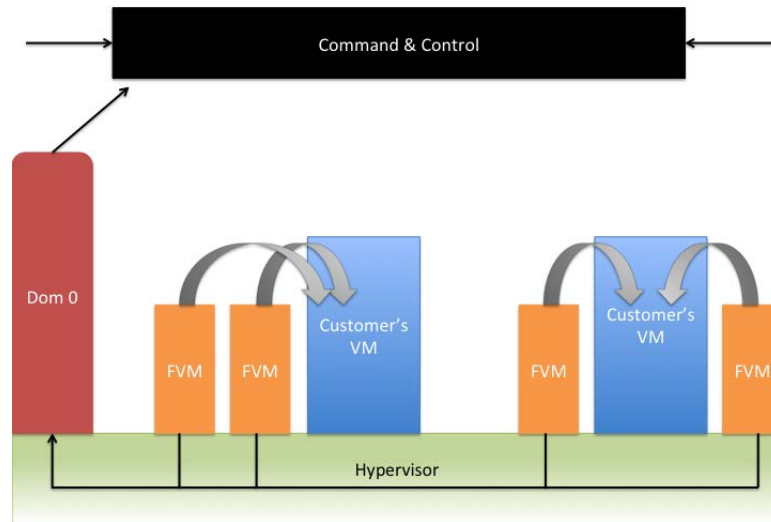 Command & Control
Dom 0
FVM
FVM
Customer's
VM
FVM
Customer's
VM
FVM
Hypervisor